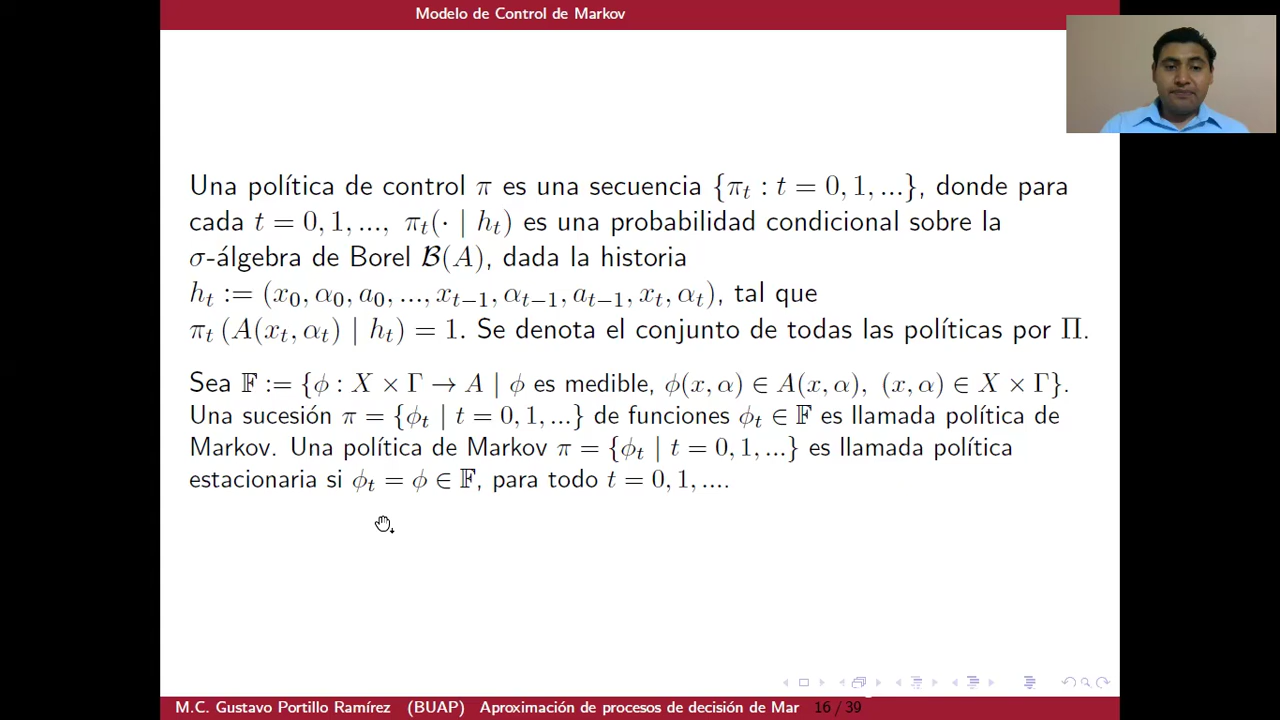 Modelo de Control de Markov
Una política de control π es una secuencia {π_t : t = 0, 1, ...}, donde para
cada t = 0, 1, ..., π_t(· | h_t) es una probabilidad condicional sobre la
σ-álgebra de Borel 𝓑(A), dada la historia
h_t := (x_0, α_0, a_0, ..., x_{t−1}, α_{t−1}, a_{t−1}, x_t, α_t), tal que
π_t (A(x_t, α_t) | h_t) = 1. Se denota el conjunto de todas las políticas por Π.
Sea 𝔽 := {ϕ : X × Γ → A | ϕ es medible, ϕ(x, α) ∈ A(x, α), (x, α) ∈ X × Γ}.
Una sucesión π = {ϕ_t | t = 0, 1, ...} de funciones ϕ_t ∈ 𝔽 es llamada política de
Markov. Una política de Markov π = {ϕ_t | t = 0, 1, ...} es llamada política
estacionaria si ϕ_t = ϕ ∈ 𝔽, para todo t = 0, 1, ....
M.C. Gustavo Portillo Ramírez (BUAP) Aproximación de procesos de decisión de Mar 16 / 39